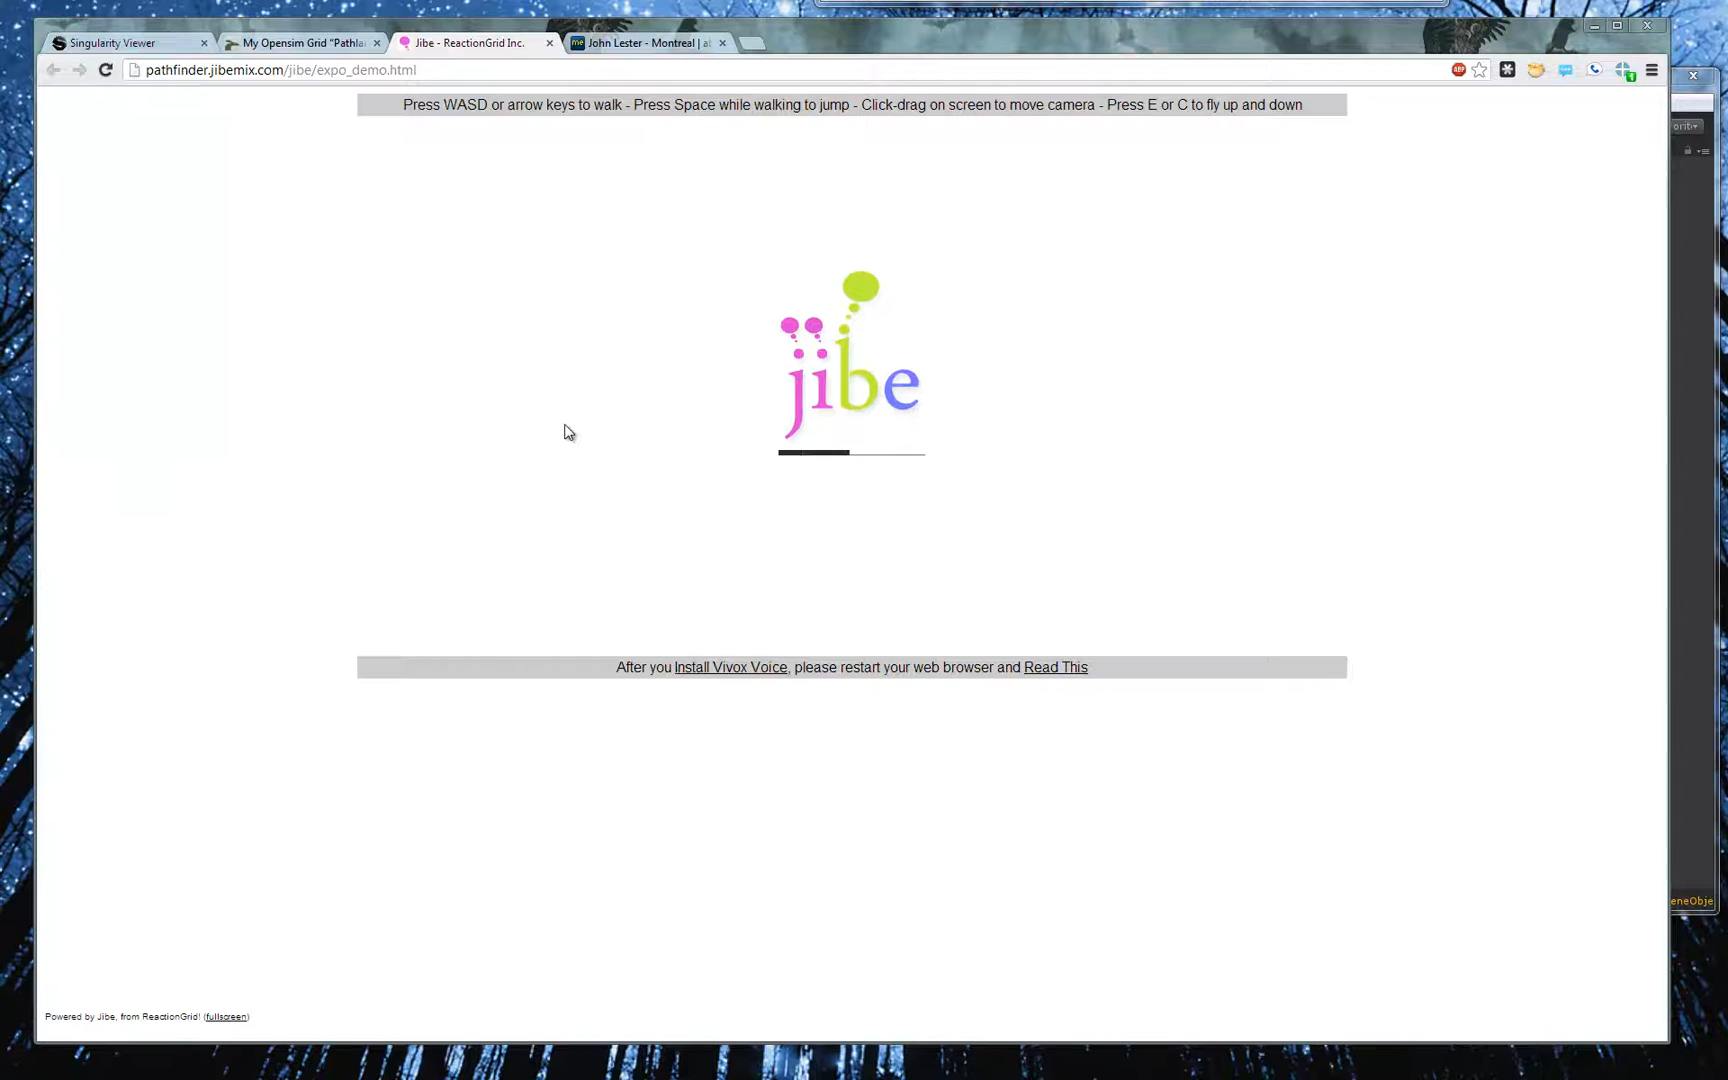 Singularity Viewer
My Opensim Grid "Pathla
Jibe - ReactionGrid Inc.
John Lester - Montreal | a
pathfinder.jibemix.com/jibe/expo_demo.html
ABP
Press WASD or arrow keys to walk - Press Space while walking to jump - Click-drag on screen to move camera - Press E or C to fly up and down
jibe
After you Install Vivox Voice, please restart your web browser and Read This
eneObje
Powered by Jibe, from ReactionGrid! (fullscreen)